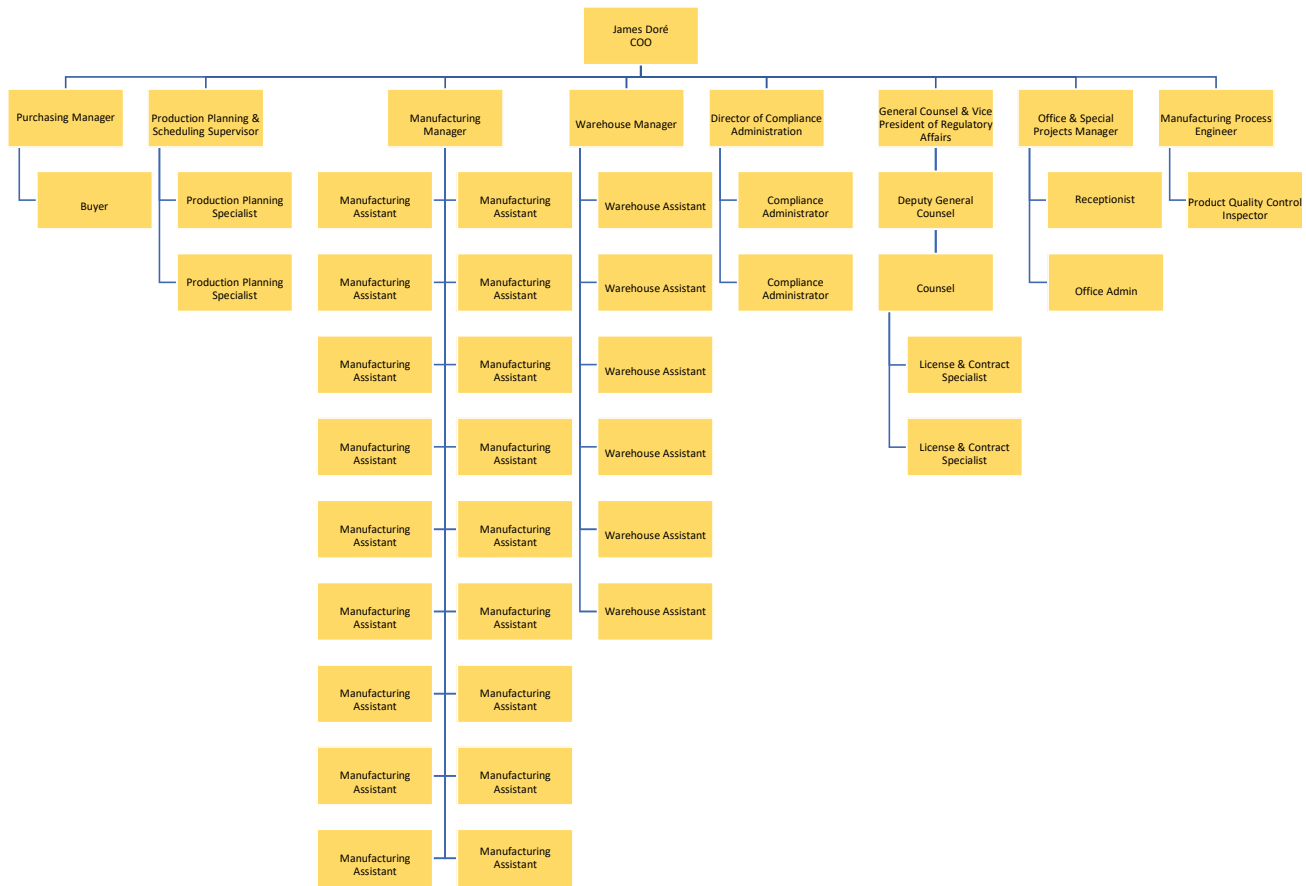 James Doré
COO
Purchasing Manager
Production Planning &
Scheduling Supervisor
Manufacturing
Manager
Warehouse Manager
Director of Compliance
Administration
General Counsel & Vice
President of Regulatory
Affairs
Office & Special
Projects Manager
Manufacturing Process
Engineer
Buyer
Production Planning
Specialist
Manufacturing
Assistant
Manufacturing
Assistant
Warehouse Assistant
Compliance
Administrator
Deputy General
Counsel
Receptionist
Product Quality Control
Inspector
Production Planning
Specialist
Manufacturing
Assistant
Manufacturing
Assistant
Warehouse Assistant
Compliance
Administrator
Counsel
Office Admin
Manufacturing
Assistant
Manufacturing
Assistant
Warehouse Assistant
License & Contract
Specialist
Manufacturing
Assistant
Manufacturing
Assistant
Warehouse Assistant
License & Contract
Specialist
Manufacturing
Assistant
Manufacturing
Assistant
Warehouse Assistant
Manufacturing
Assistant
Manufacturing
Assistant
Warehouse Assistant
Manufacturing
Assistant
Manufacturing
Assistant
Manufacturing
Assistant
Manufacturing
Assistant
Manufacturing
Assistant
Manufacturing
Assistant